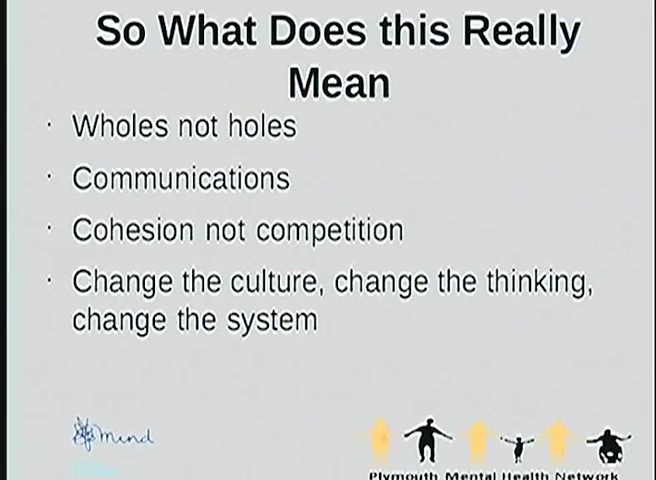 So What Does this Really
Mean
· Wholes not holes
· Communications
· Cohesion not competition
· Change the culture, change the thinking,
change the system
mind
Plymouth Mental Health Network